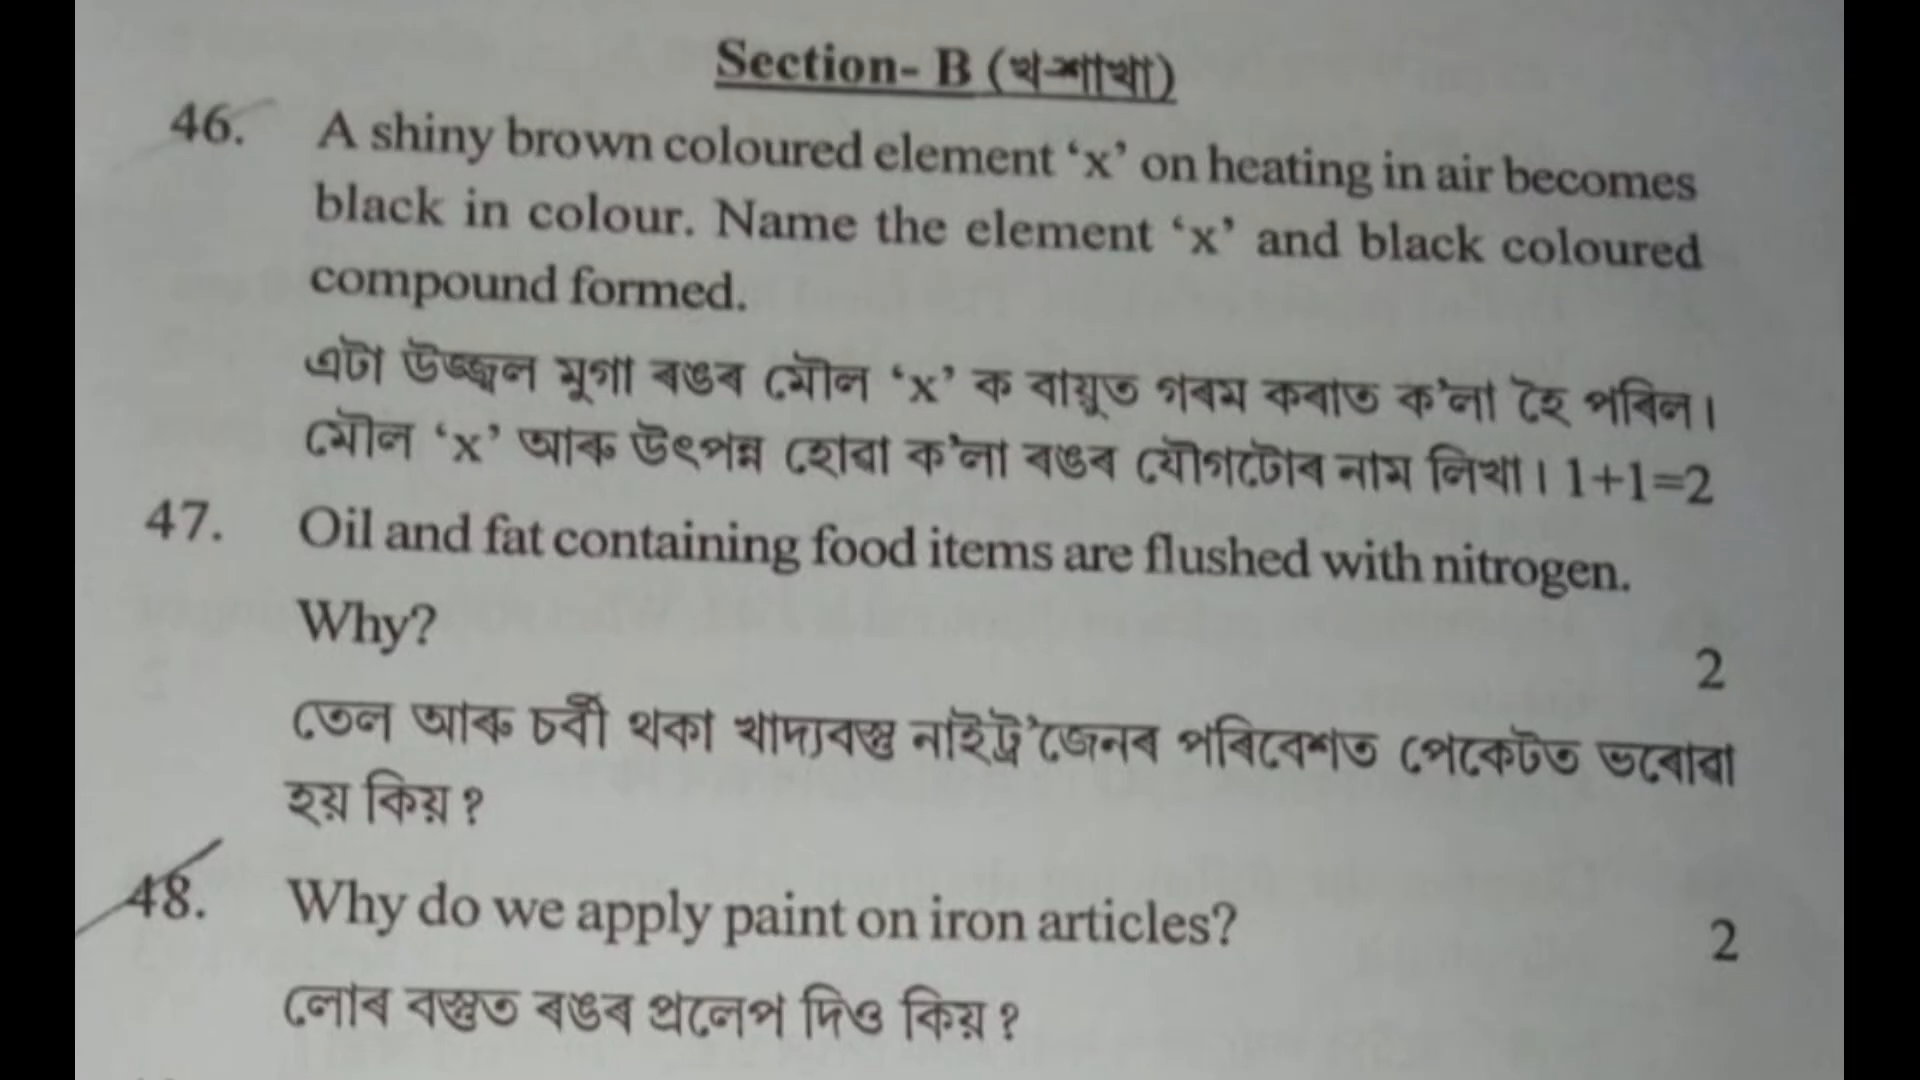 Section- B (খ-শাখা)
46. A shiny brown coloured element ‘x’ on heating in air becomes
black in colour. Name the element ‘x’ and black coloured
compound formed.
এটা উজ্জ্বল মুগা ৰঙৰ মৌল ‘x’ ক বায়ুত গৰম কৰাত ক’লা হৈ পৰিল।
মৌল ‘x’ আৰু উৎপন্ন হোৱা ক’লা ৰঙৰ যৌগটোৰ নাম লিখা। 1+1=2
47. Oil and fat containing food items are flushed with nitrogen.
Why? 2
তেল আৰু চৰ্বী থকা খাদ্যবস্তু নাইট্ৰ’জেনৰ পৰিবেশত পেকেটত ভৰোৱা
হয় কিয়?
48. Why do we apply paint on iron articles? 2
লোৰ বস্তুত ৰঙৰ প্ৰলেপ দিও কিয়?